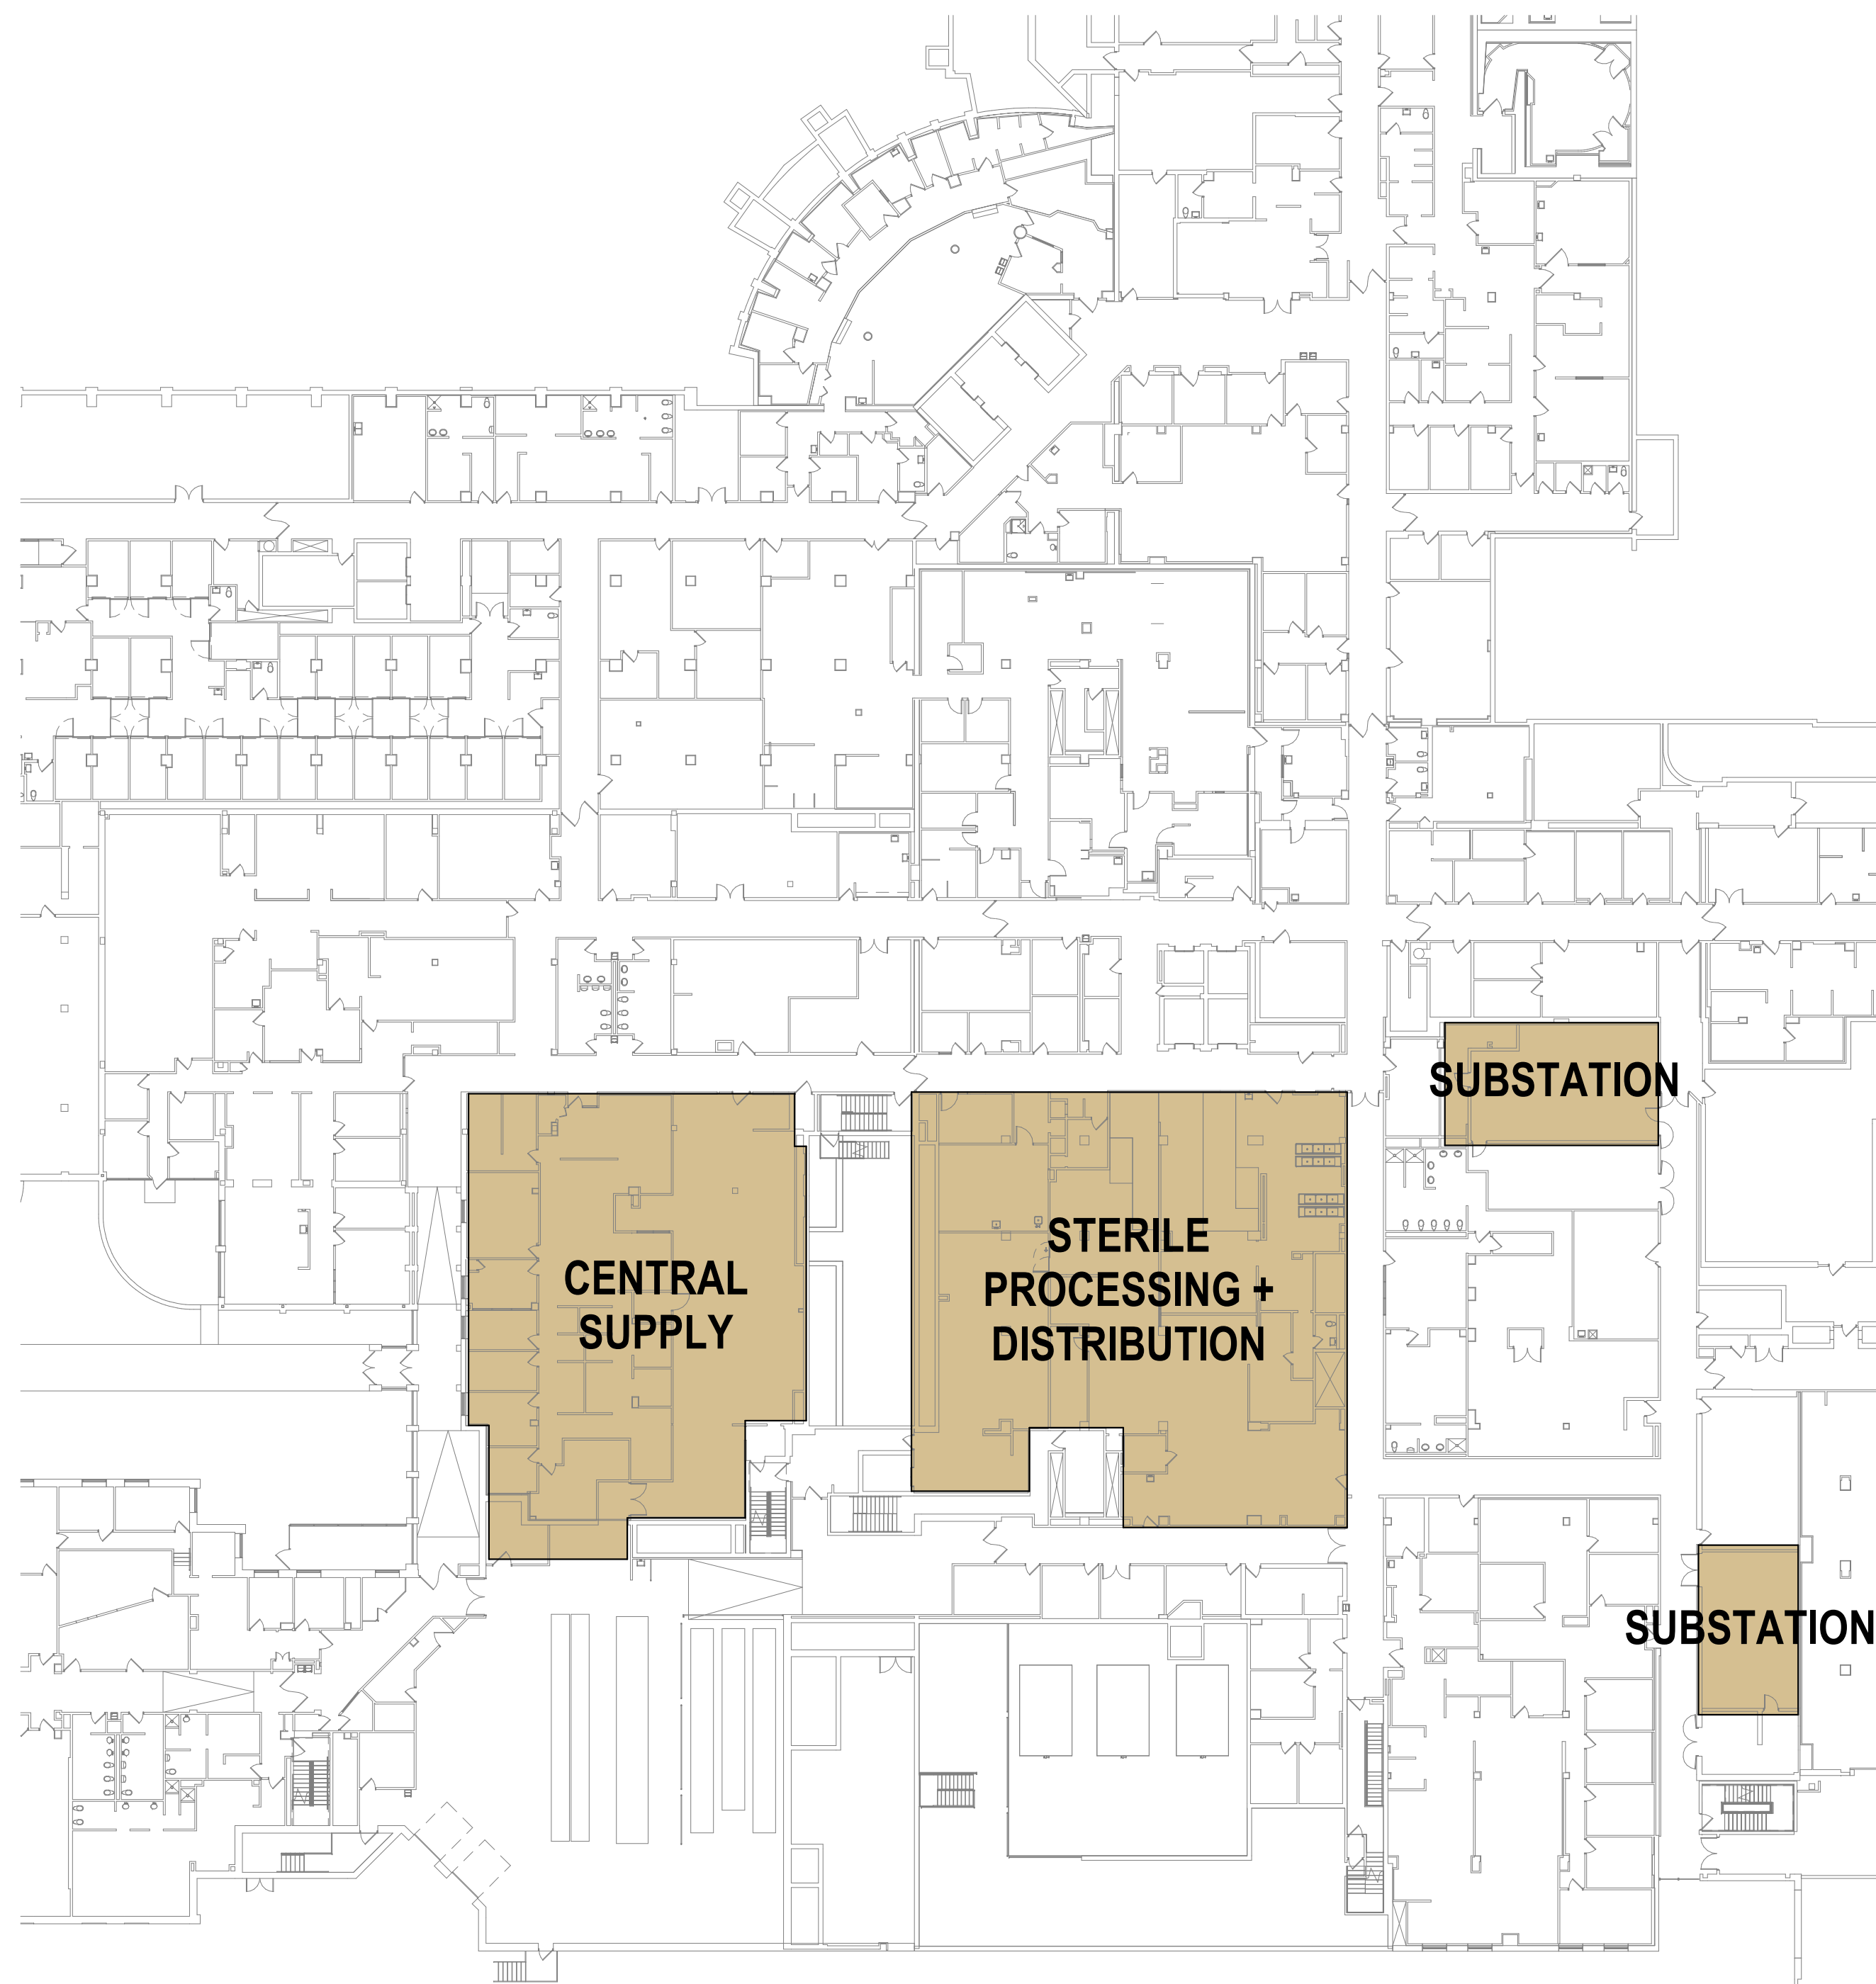 SUBSTATION
CENTRAL
SUPPLY
STERILE
PROCESSING +
DISTRIBUTION
SUBSTATION